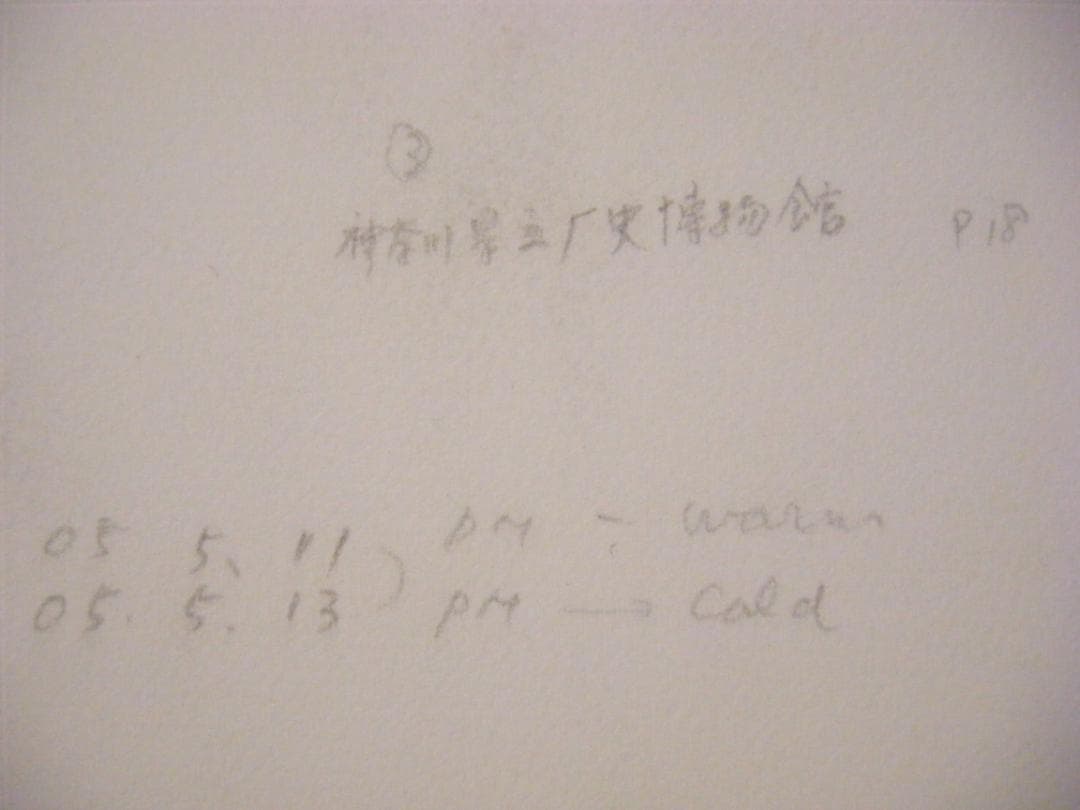 ③
神奈川県立厂史博物館 P18
05 5. 11 ) PM - warm
05. 5. 13 PM → Cold